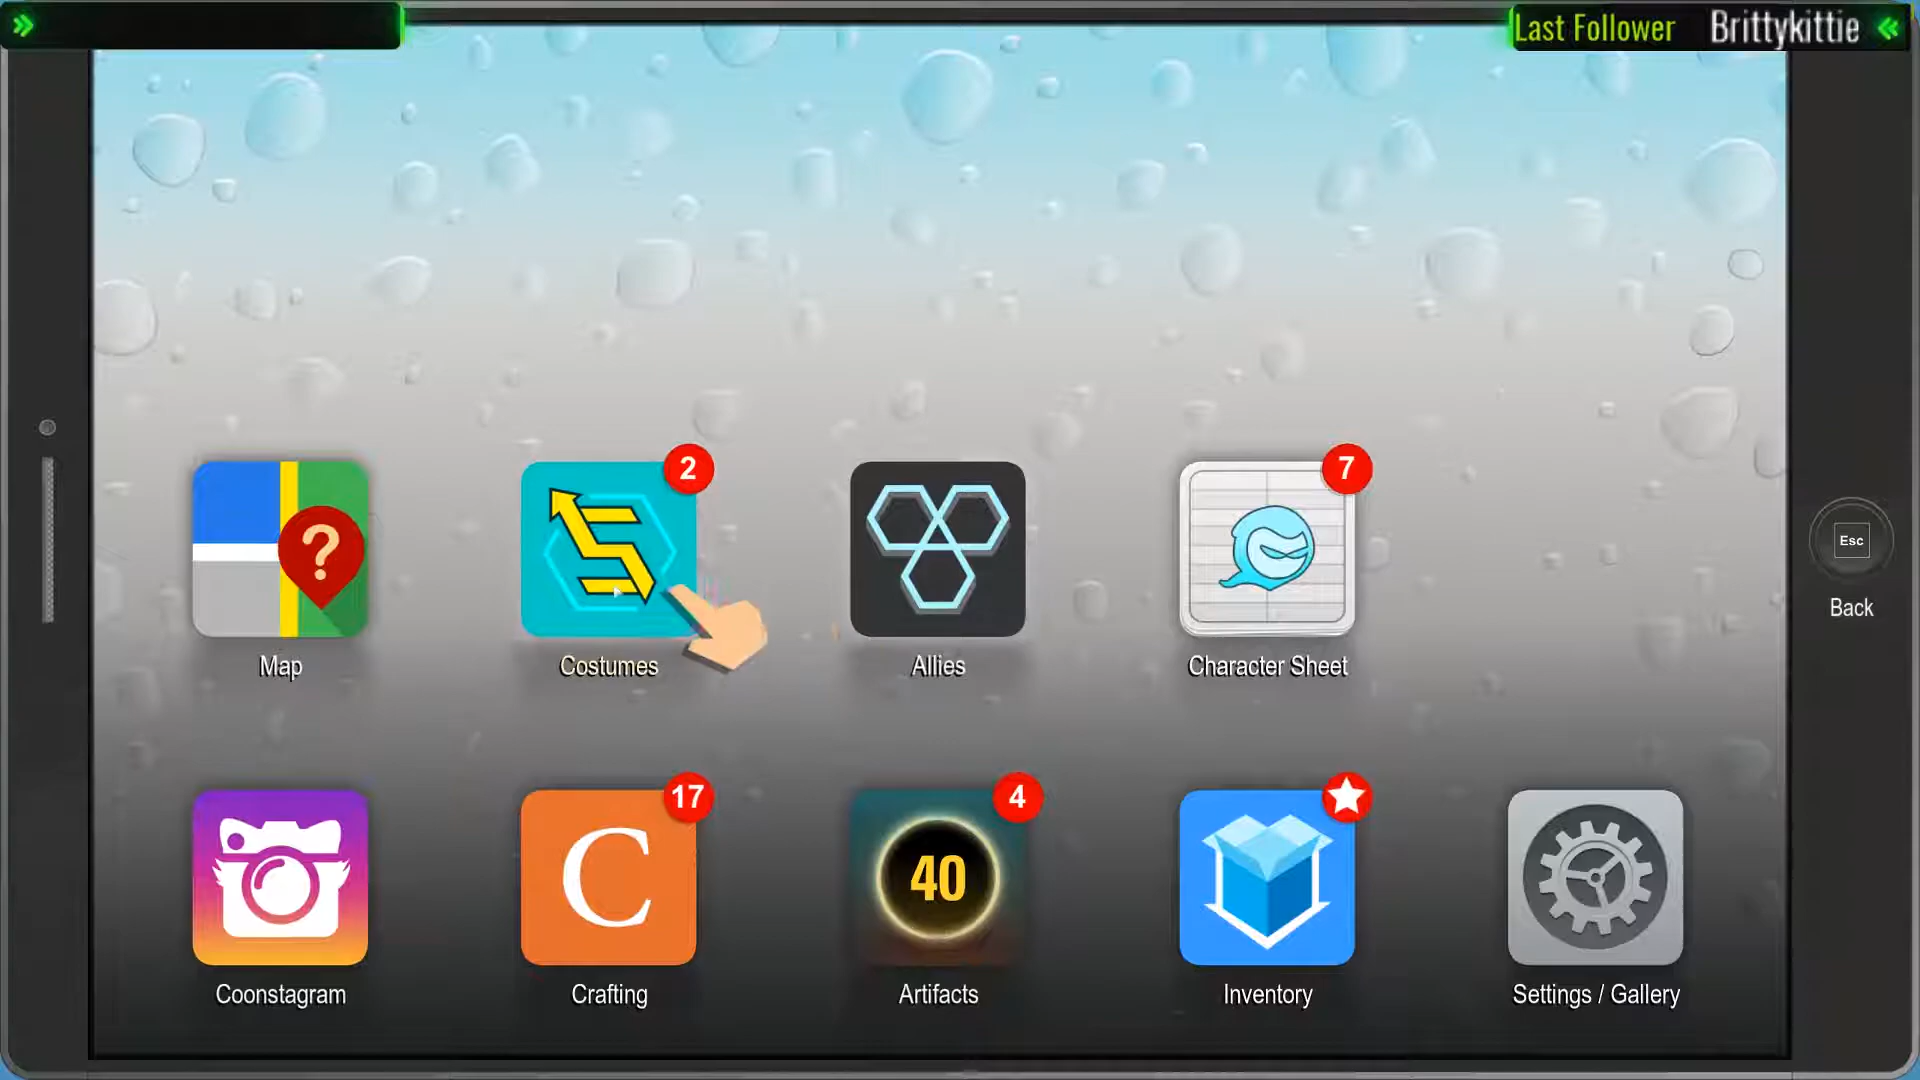 Last Follower Brittykittie
2
7
?
Esc
Back
Map
Costumes
Allies
Character Sheet
17
4
C
40
Coonstagram
Crafting
Artifacts
Inventory
Settings / Gallery